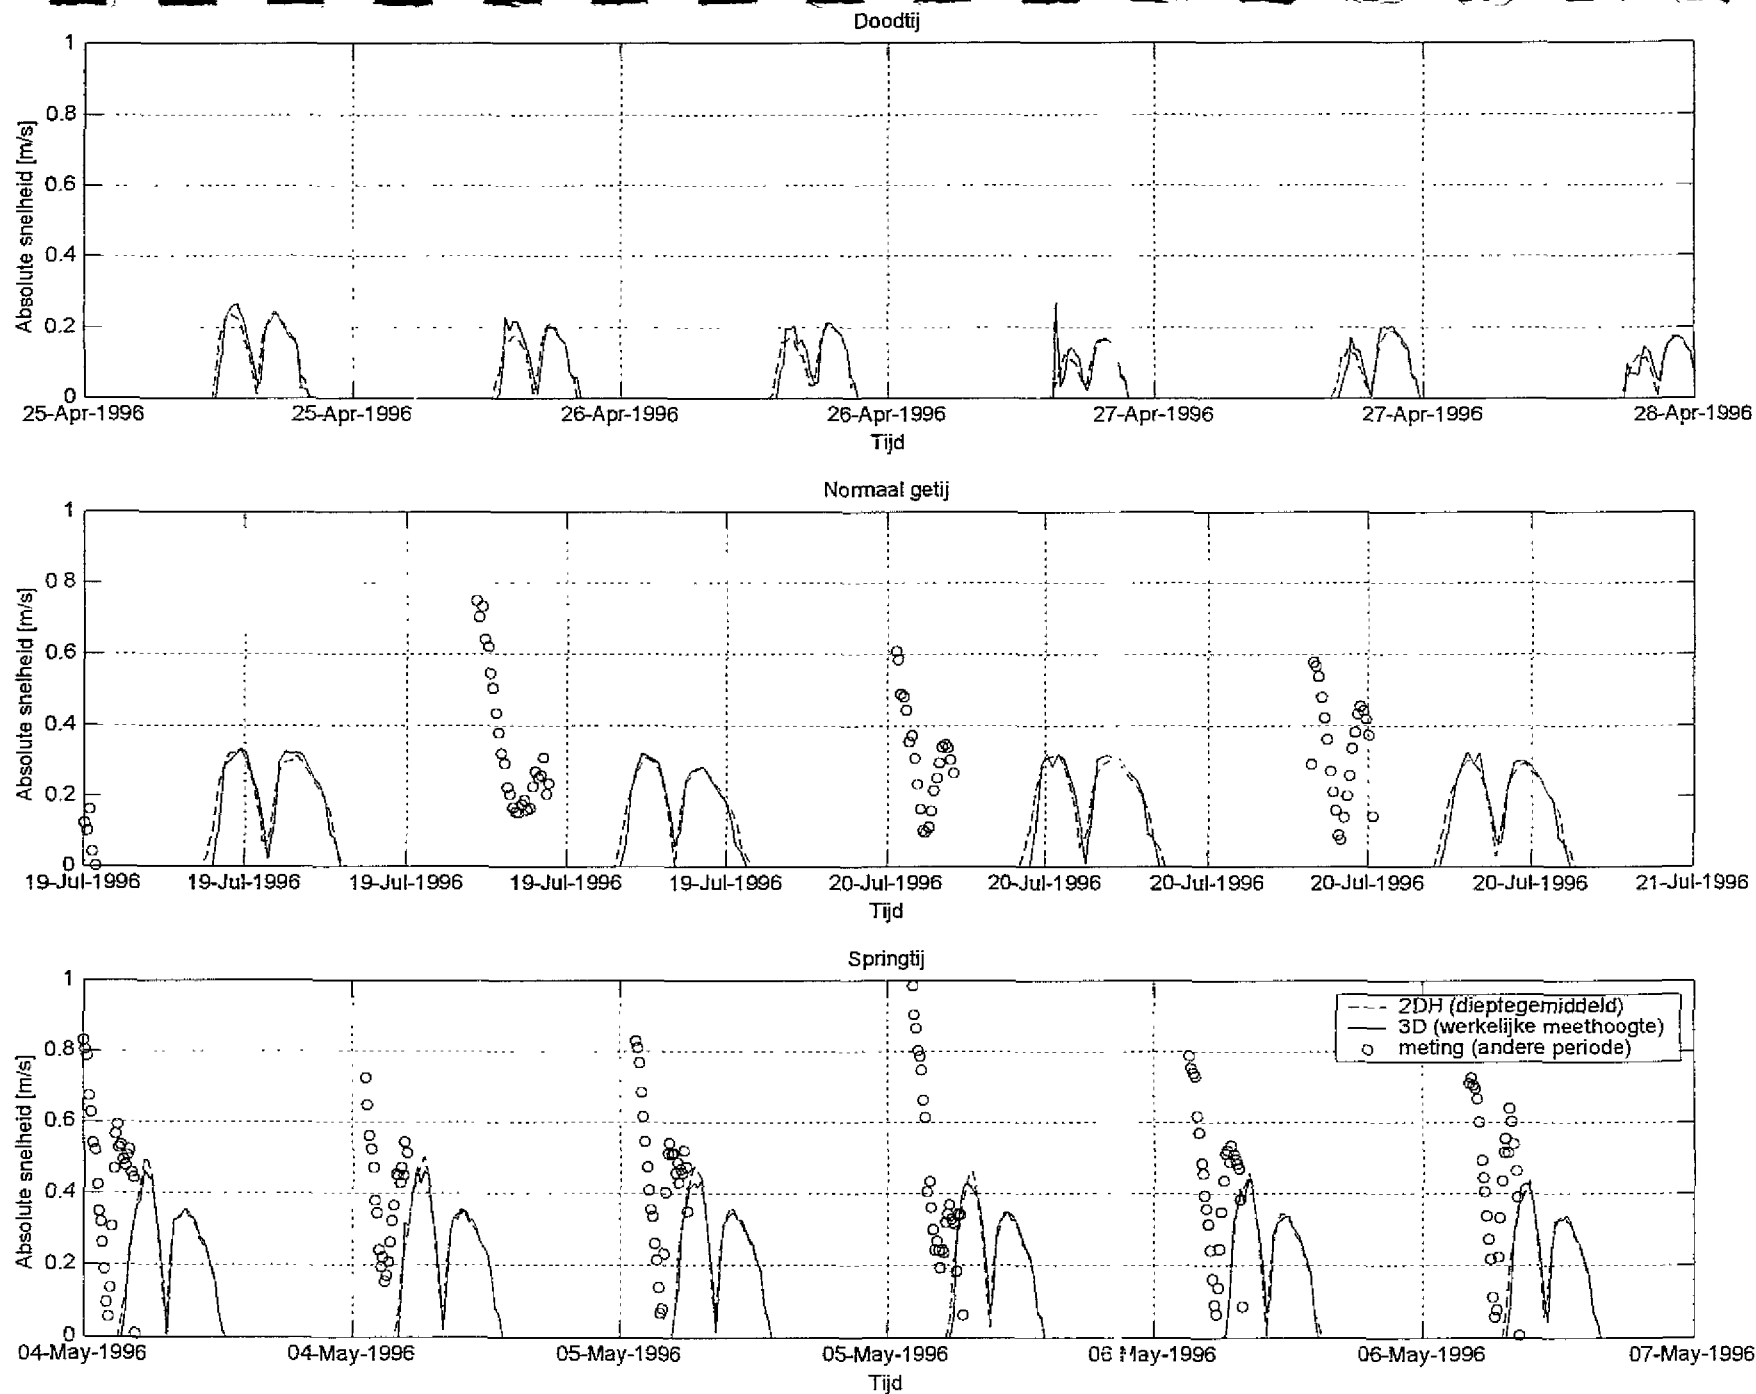 Doodtij
Absolute snelheid [m/s]
1
0.8
0.6
0.4
0.2
0
25-Apr-1996 25-Apr-1996 26-Apr-1996 26-Apr-1996 27-Apr-1996 27-Apr-1996 28-Apr-1996
Tijd
Normaal getij
Absolute snelheid [m/s]
1
0 8
0.6
0.4
0.2
0
19-Jul-1996 19-Jul-1996 19-Jul-1996 19-Jul-1996 19-Jul-1996 20-Jul-1996 20-Jul-1996 20-Jul-1996 20-Jul-1996 20-Jul-1996 21-Jul-1996
Tijd
Springtij
Absolute snelheid [m/s]
1
0.8
0.6
0.4
0.2
0
2DH (dieptegemiddeld)
3D (werkelijke meethoogte)
meting (andere periode)
04-May-1996 04-May-1996 05-May-1996 05-May-1996 06-May-1996 06-May-1996 07-May-1996
Tijd